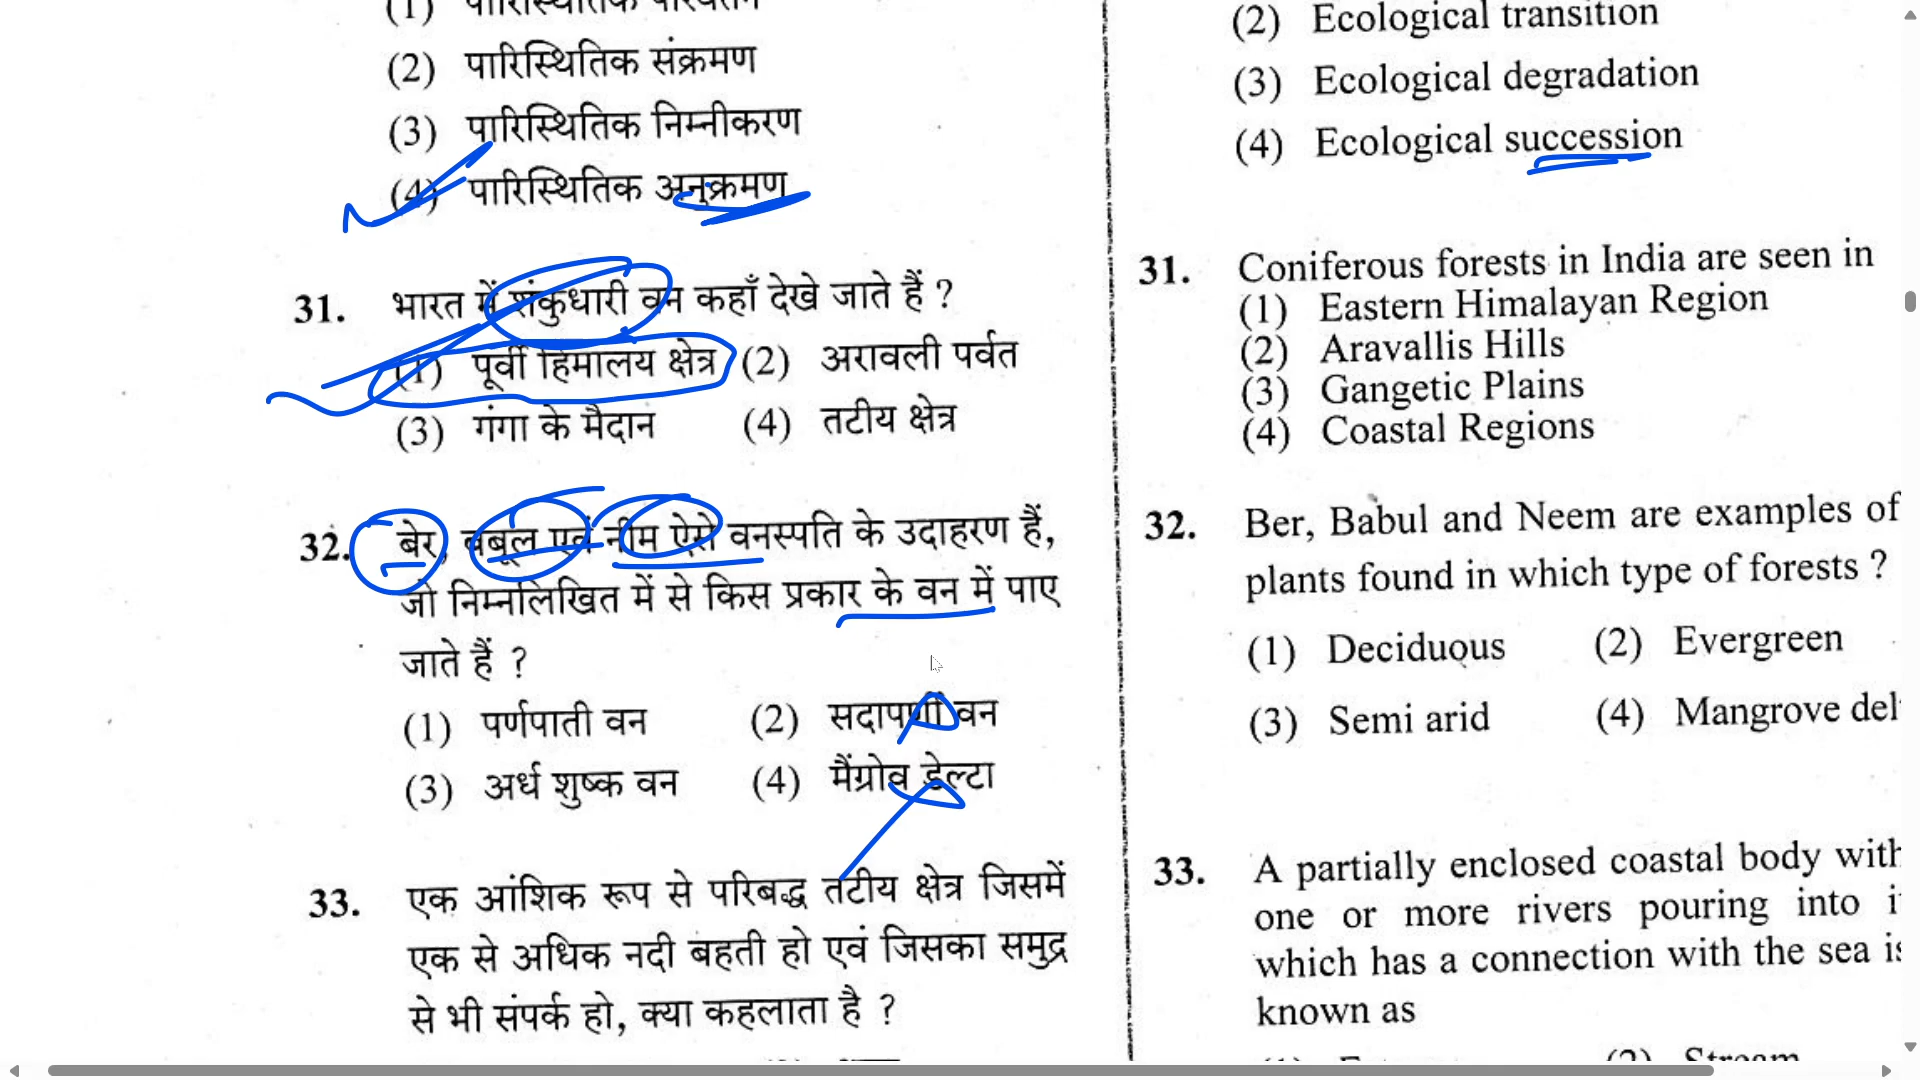 (1) पारिस्थितिक परिवर्तन
(2) पारिस्थितिक संक्रमण
(3) पारिस्थितिक निम्नीकरण
(4) पारिस्थितिक अनुक्रमण
31. भारत में शंकुधारी वन कहाँ देखे जाते हैं ?
(1) पूर्वी हिमालय क्षेत्र (2) अरावली पर्वत
(3) गंगा के मैदान (4) तटीय क्षेत्र
32. बेर, बबूल एवं नीम ऐसे वनस्पति के उदाहरण हैं,
जो निम्नलिखित में से किस प्रकार के वन में पाए
जाते हैं ?
(1) पर्णपाती वन (2) सदापर्णी वन
(3) अर्ध शुष्क वन (4) मैंग्रोव डेल्टा
33. एक आंशिक रूप से परिबद्ध तटीय क्षेत्र जिसमें
एक से अधिक नदी बहती हो एवं जिसका समुद्र
से भी संपर्क हो, क्या कहलाता है ?
(2) Ecological transition
(3) Ecological degradation
(4) Ecological succession
31. Coniferous forests in India are seen in
(1) Eastern Himalayan Region
(2) Aravallis Hills
(3) Gangetic Plains
(4) Coastal Regions
32. Ber, Babul and Neem are examples of
plants found in which type of forests ?
(1) Deciduous (2) Evergreen
(3) Semi arid (4) Mangrove del
33. A partially enclosed coastal body with
one or more rivers pouring into i
which has a connection with the sea is
known as
(2) Stream